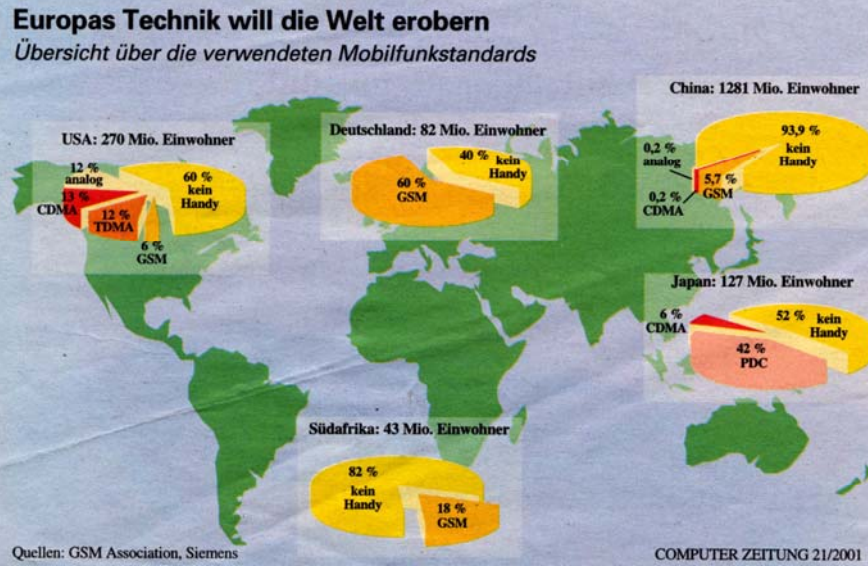 Europas Technik will die Welt erobern
Übersicht über die verwendeten Mobilfunkstandards
China: 1281 Mio. Einwohner
93,9 %
kein
Handy
0,2 %
analog
5,7 %
GSM
0,2 %
CDMA
USA: 270 Mio. Einwohner
12 %
analog
60 %
kein
Handy
13 %
CDMA
12 %
TDMA
6 %
GSM
Deutschland: 82 Mio. Einwohner
40 %
kein
Handy
60 %
GSM
Japan: 127 Mio. Einwohner
6 %
CDMA
52 %
kein
Handy
42 %
PDC
Südafrika: 43 Mio. Einwohner
82 %
kein
Handy
18 %
GSM
Quellen: GSM Association, Siemens
COMPUTER ZEITUNG 21/2001